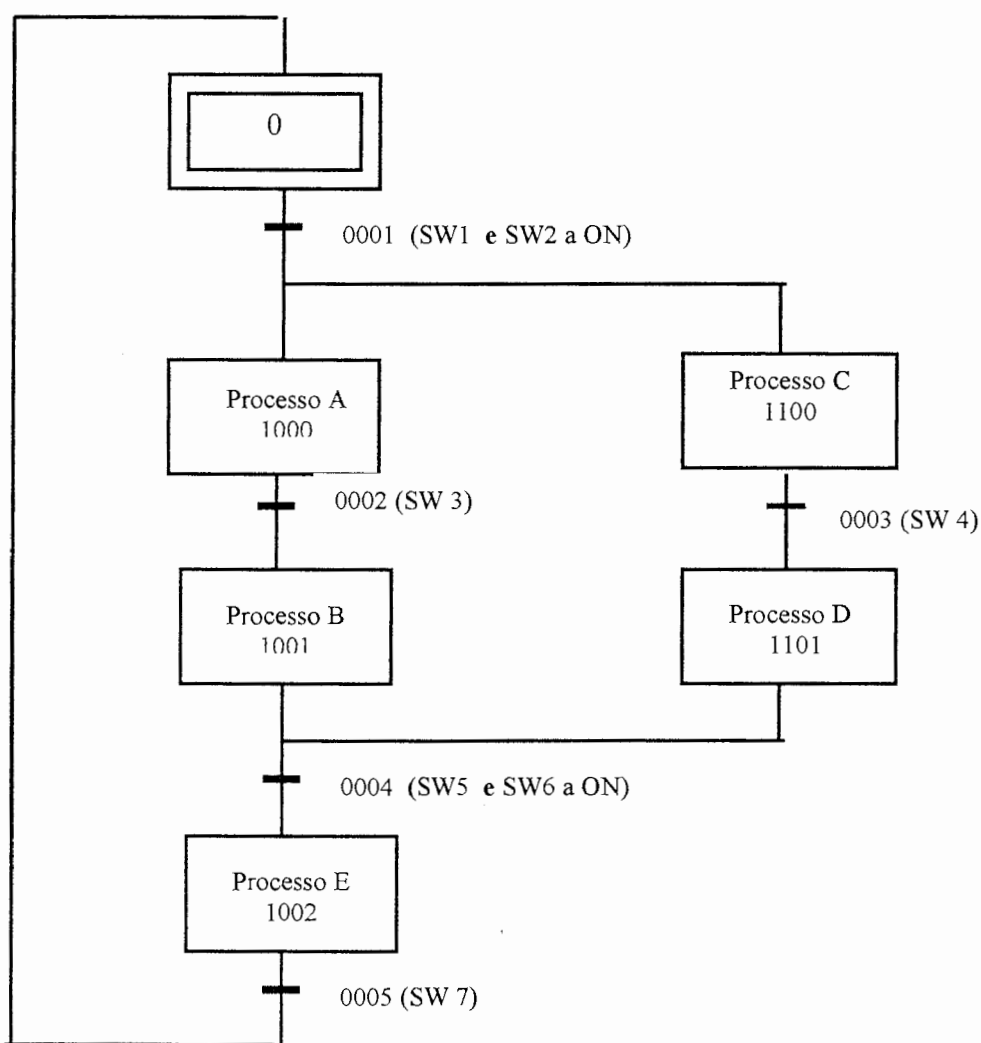 0
0001 (SW1 e SW2 a ON)
Processo A
1000
Processo C
1100
0002 (SW 3)
0003 (SW 4)
Processo B
1001
Processo D
1101
0004 (SW5 e SW6 a ON)
Processo E
1002
0005 (SW 7)